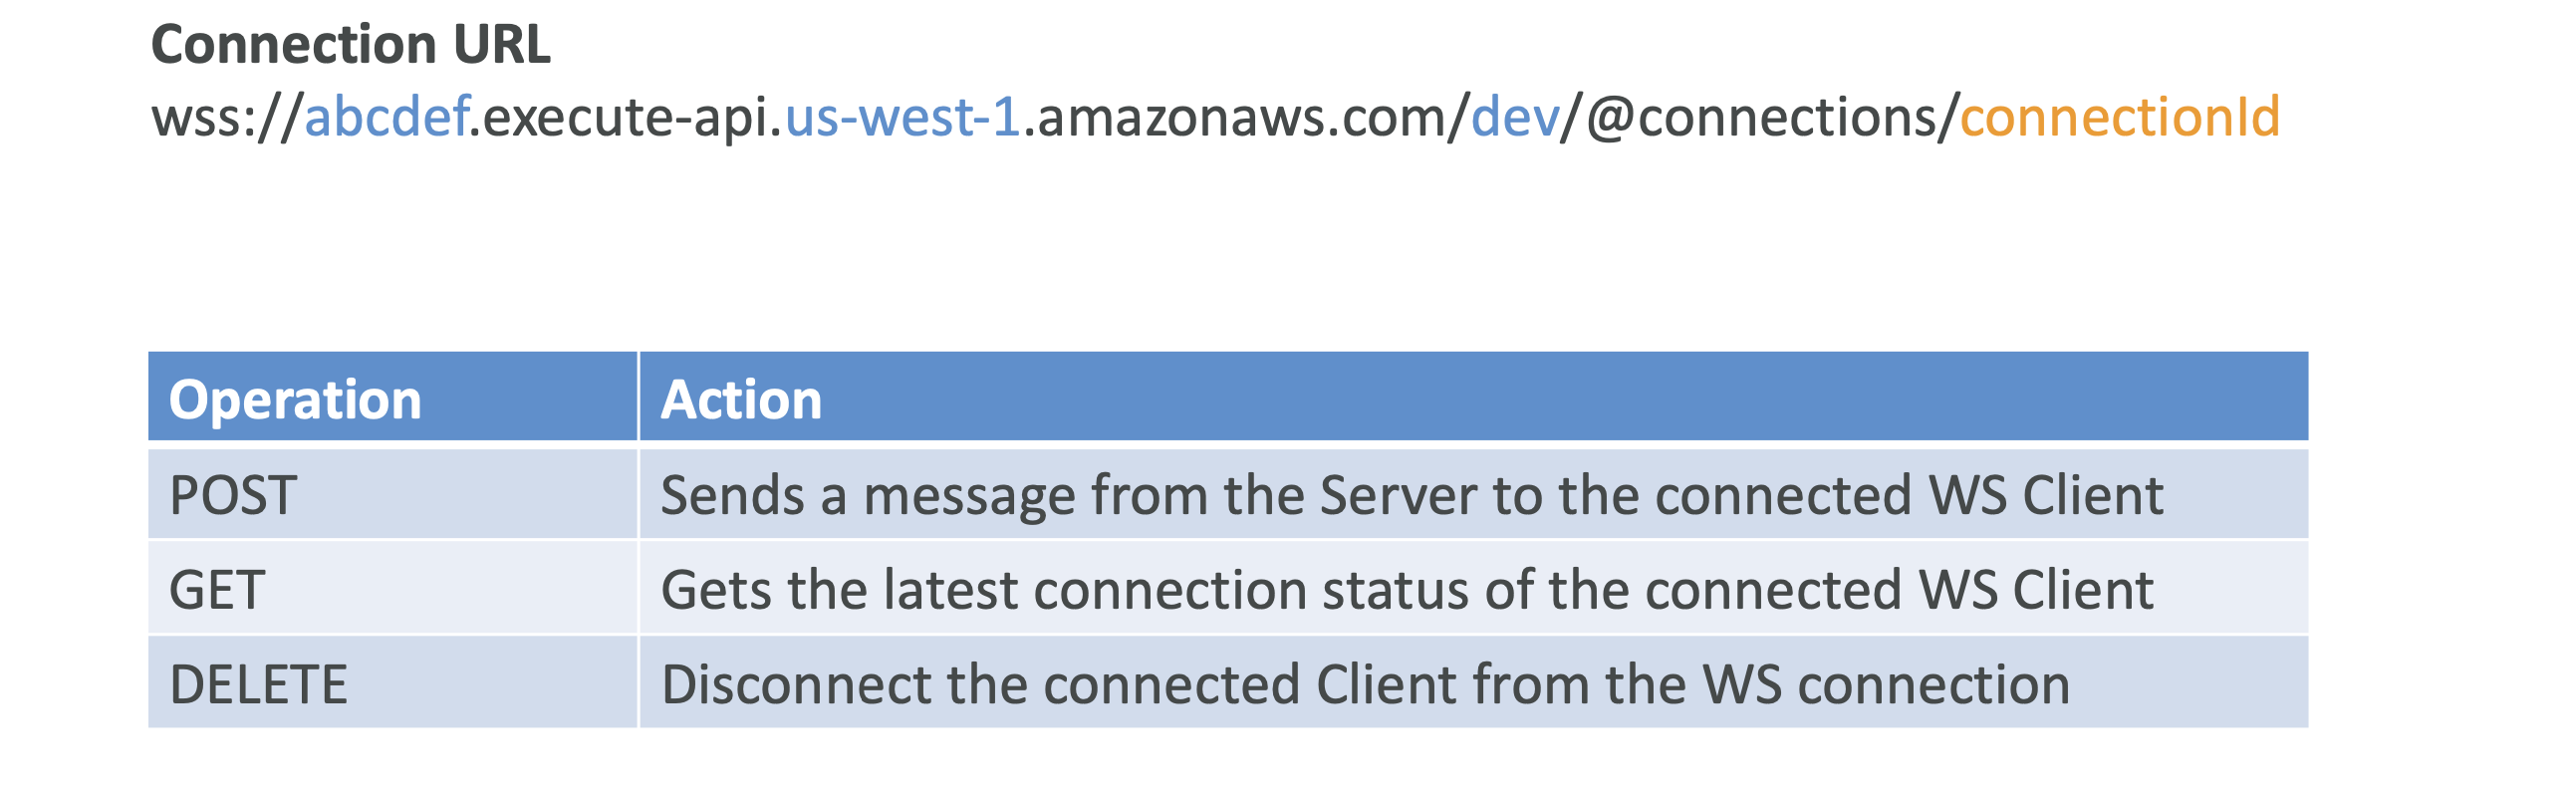 Connection URL
wss://abcdef.execute-api.us-west-1.amazonaws.com/dev/@connections/connectionId
Operation Action
POST Sends a message from the Server to the connected WS Client
GET Gets the latest connection status of the connected WS Client
DELETE Disconnect the connected Client from the WS connection